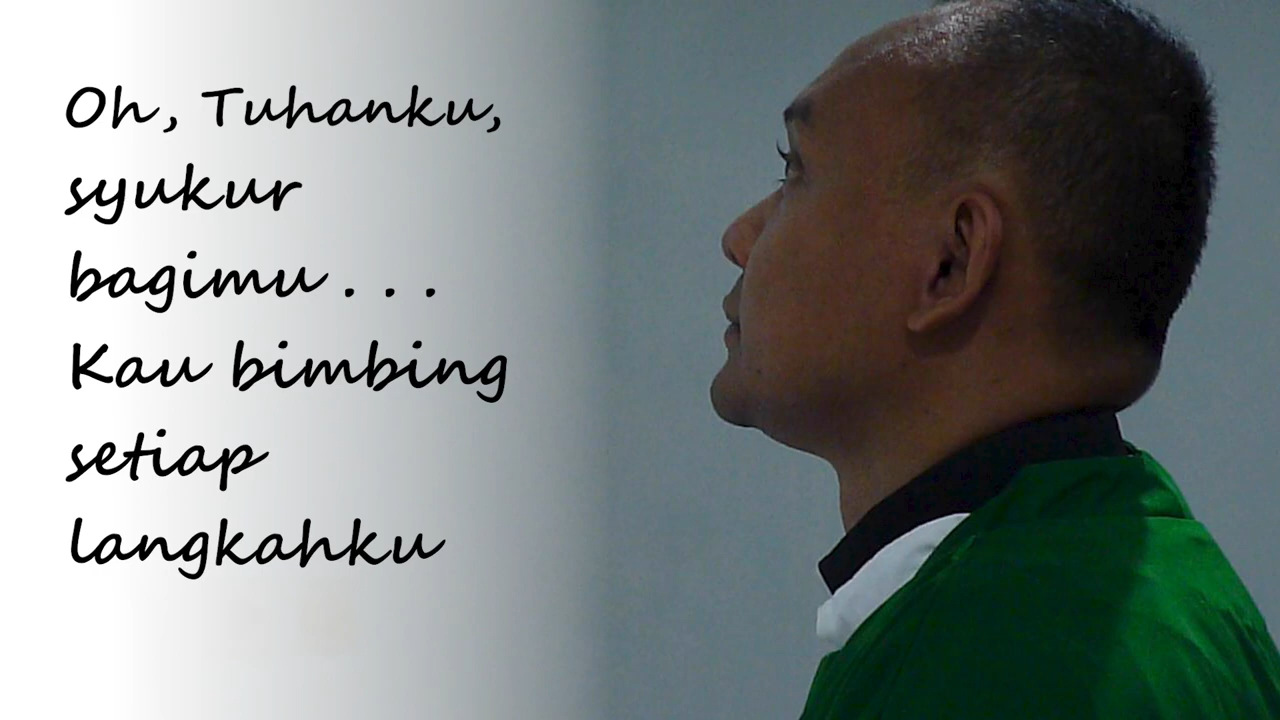 Oh, Tuhanku,
syukur
bagimu . . .
Kau bimbing
setiap
langkahku